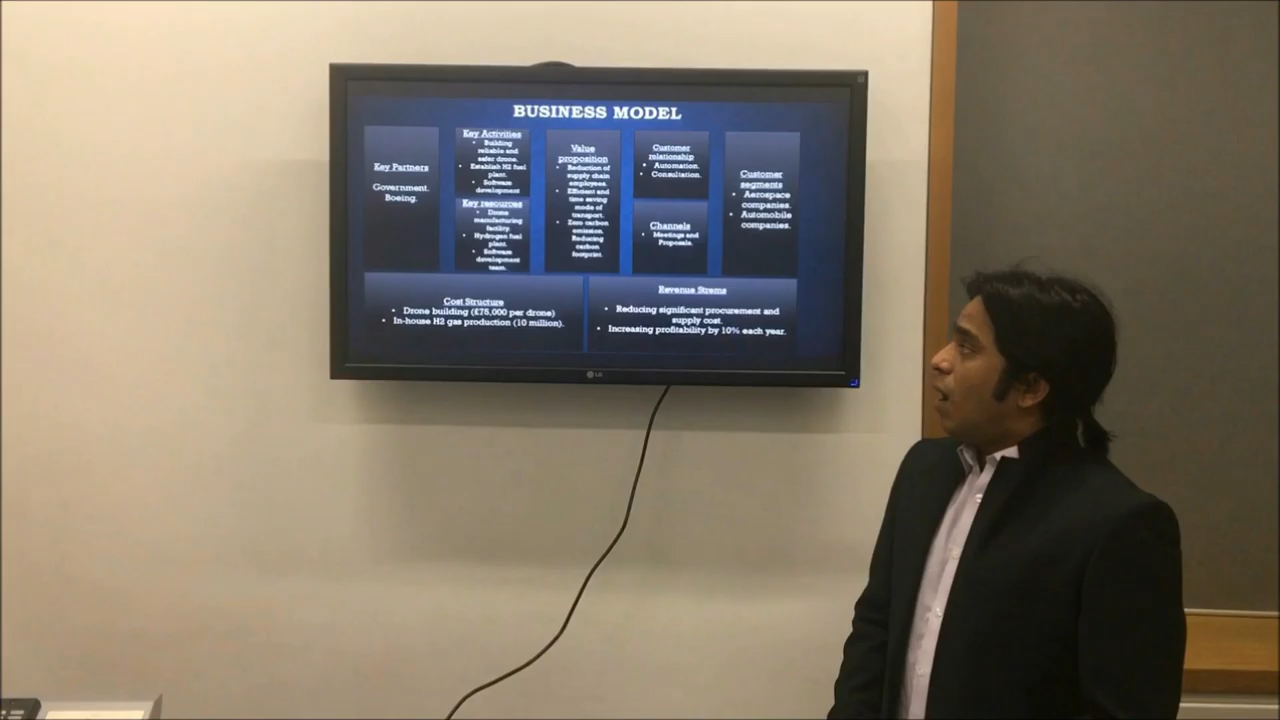 BUSINESS MODEL
Key Partners
Government.
Boeing.
Key Activities
• Building
reliable and
safer drone.
• Establish H2 fuel
plant.
• Software
development
Key resources
• Drone
manufacturing
facility.
• Hydrogen fuel
plant.
• Software
development
team.
Value
proposition
• Reduction of
supply chain
employees.
• Efficient and
time saving
mode of
transport.
• Zero carbon
emission.
Reducing
carbon
footprint.
Customer
relationship
• Automation.
• Consultation.
Channels
• Meetings and
Proposals.
Customer
segments
• Aerospace
companies.
• Automobile
companies.
Cost Structure
• Drone building (£75,000 per drone)
• In-house H2 gas production (10 million).
Revenue Strems
• Reducing significant procurement and
supply cost.
• Increasing profitability by 10% each year.
LG